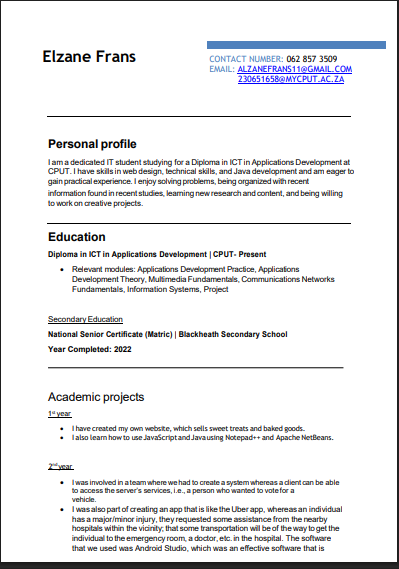 Elzane Frans
CONTACT NUMBER: 062 857 3509
EMAIL: ALZANEFRANS11@GMAIL.COM
230651658@MYCPUT.AC.ZA
Personal profile
I am a dedicated IT student studying for a Diploma in ICT in Applications Development at
CPUT. I have skills in web design, technical skills, and Java development and am eager to
gain practical experience. I enjoy solving problems, being organized with recent
information found in recent studies, learning new research and content, and being willing
to work on creative projects.
Education
Diploma in ICT in Applications Development | CPUT- Present
• Relevant modules: Applications Development Practice, Applications
Development Theory, Multimedia Fundamentals, Communications Networks
Fundamentals, Information Systems, Project
Secondary Education
National Senior Certificate (Matric) | Blackheath Secondary School
Year Completed: 2022
Academic projects
1st year
• I have created my own website, which sells sweet treats and baked goods.
• I also learn how to use JavaScript and Java using Notepad++ and Apache NetBeans.
2nd year
• I was involved in a team where we had to create a system whereas a client can be able
to access the server's services, i.e., a person who wanted to vote for a
vehicle.
• I was also part of creating an app that is like the Uber app, whereas an individual
has a major/minor injury, they requested some assistance from the nearby
hospitals within the vicinity; that some transportation will be of the way to get the
individual to the emergency room, a doctor, etc. in the hospital. The software
that we used was Android Studio, which was an effective software that is